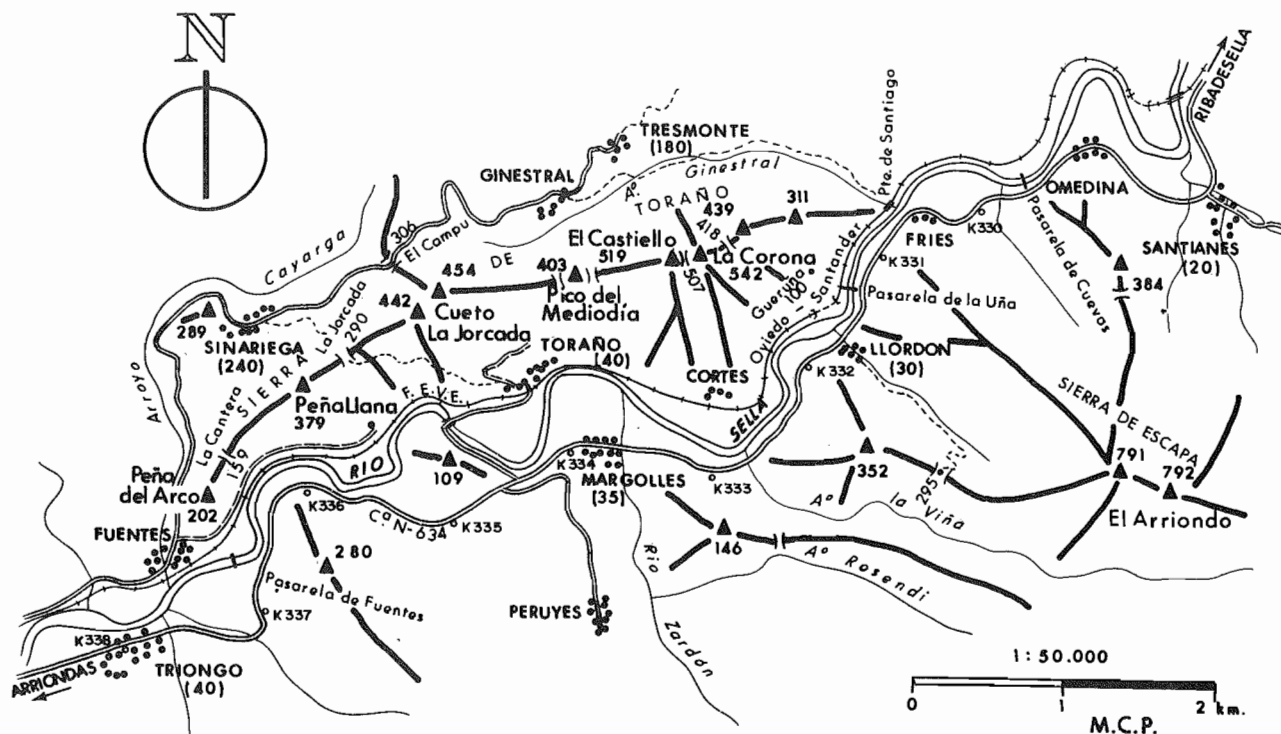 N
RIBADESELLA
TRESMONTE
(180)
GINESTRAL
Aº Ginestral
Pte. de Santiago
OMEDINA
SANTIANES
(20)
Cayarga
306
El Campu
SIERRA DE TORAÑO
439
311
418
FRIES
K330
Pasarela de Cuevas
384
El Castiello
519
La Corona
542
507
K331
454
403
Pico del
Mediodía
Gueruña
100
Oviedo - Santander
Pasarela de la Uña
289
442
Cueto
La Jorcada
La Jorcada
290
SINARIEGA
(240)
TORAÑO
(40)
CORTES
K332
LLORDON
(30)
Arroyo
La Cantera
159
Peña Llana
379
F.E.V.E.
SELLA
SIERRA DE ESCAPA
Peña
del Arco
202
RIO
109
K334
MARGOLLES
(35)
K333
352
295
791
792
El Arriondo
FUENTES
K336
Cª N-634
K335
146
Aº la Viña
Aº Rosendi
280
Pasarela de Fuentes
K337
PERUYES
Rio Zardón
K338
ARRIONDAS
TRIONGO
(40)
1:50.000
0
1
2 km.
M.C.P.